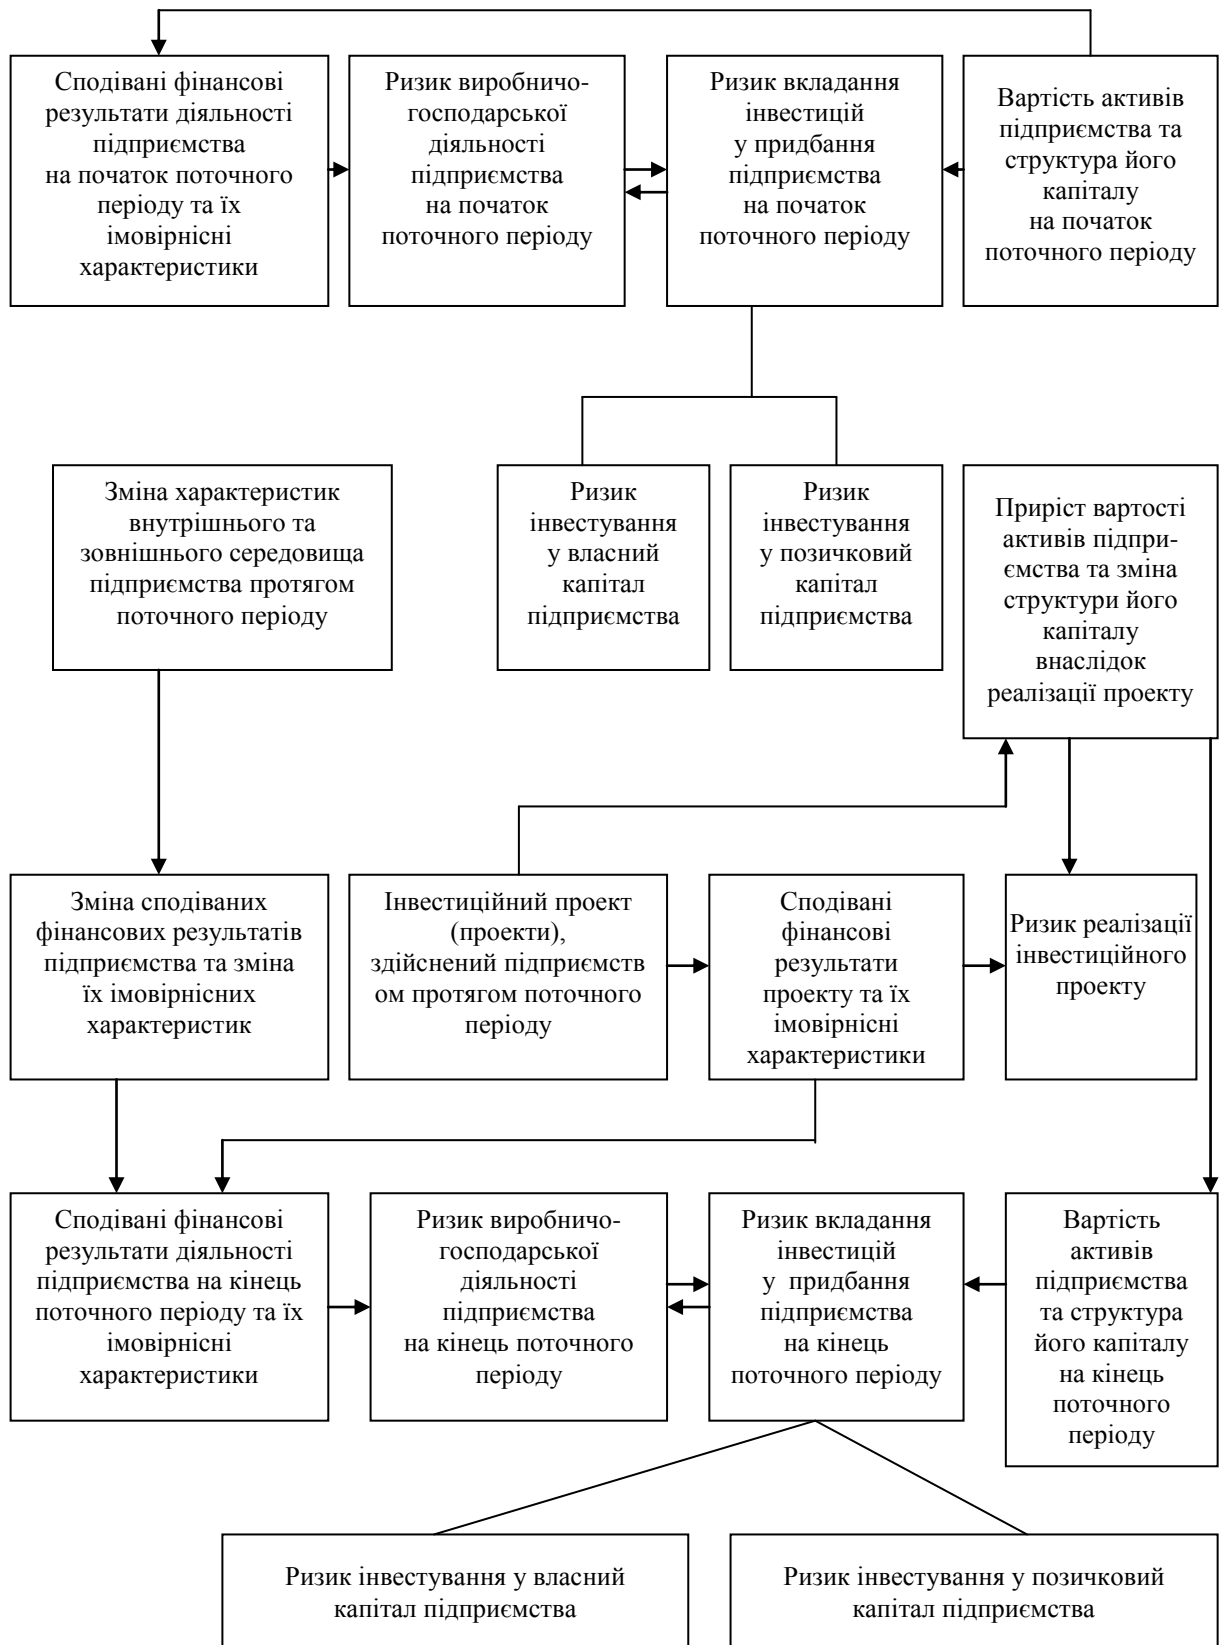 Сподівані фінансові
результати діяльності
підприємства
на початок поточного
періоду та їх
імовірнісні
характеристики
Ризик виробничо-
господарської
діяльності
підприємства
на початок
поточного періоду
Ризик вкладання
інвестицій
у придбання
підприємства
на початок
поточного періоду
Вартість активів
підприємства та
структура його
капіталу
на початок
поточного періоду
Зміна характеристик
внутрішнього та
зовнішнього середовища
підприємства протягом
поточного періоду
Ризик
інвестування
у власний
капітал
підприємства
Ризик
інвестування
у позичковий
капітал
підприємства
Приріст вартості
активів підпри-
ємства та зміна
структури його
капіталу
внаслідок
реалізації проекту
Зміна сподіваних
фінансових результатів
підприємства та зміна
їх імовірнісних
характеристик
Інвестиційний проект
(проекти),
здійснений підприємств
ом протягом поточного
періоду
Сподівані
фінансові
результати
проекту та їх
імовірнісні
характеристики
Ризик реалізації
інвестиційного
проекту
Сподівані фінансові
результати діяльності
підприємства на кінець
поточного періоду та їх
імовірнісні
характеристики
Ризик виробничо-
господарської
діяльності
підприємства
на кінець поточного
періоду
Ризик вкладання
інвестицій
у придбання
підприємства
на кінець
поточного періоду
Вартість
активів
підприємства
та структура
його капіталу
на кінець
поточного
періоду
Ризик інвестування у власний
капітал підприємства
Ризик інвестування у позичковий
капітал підприємства